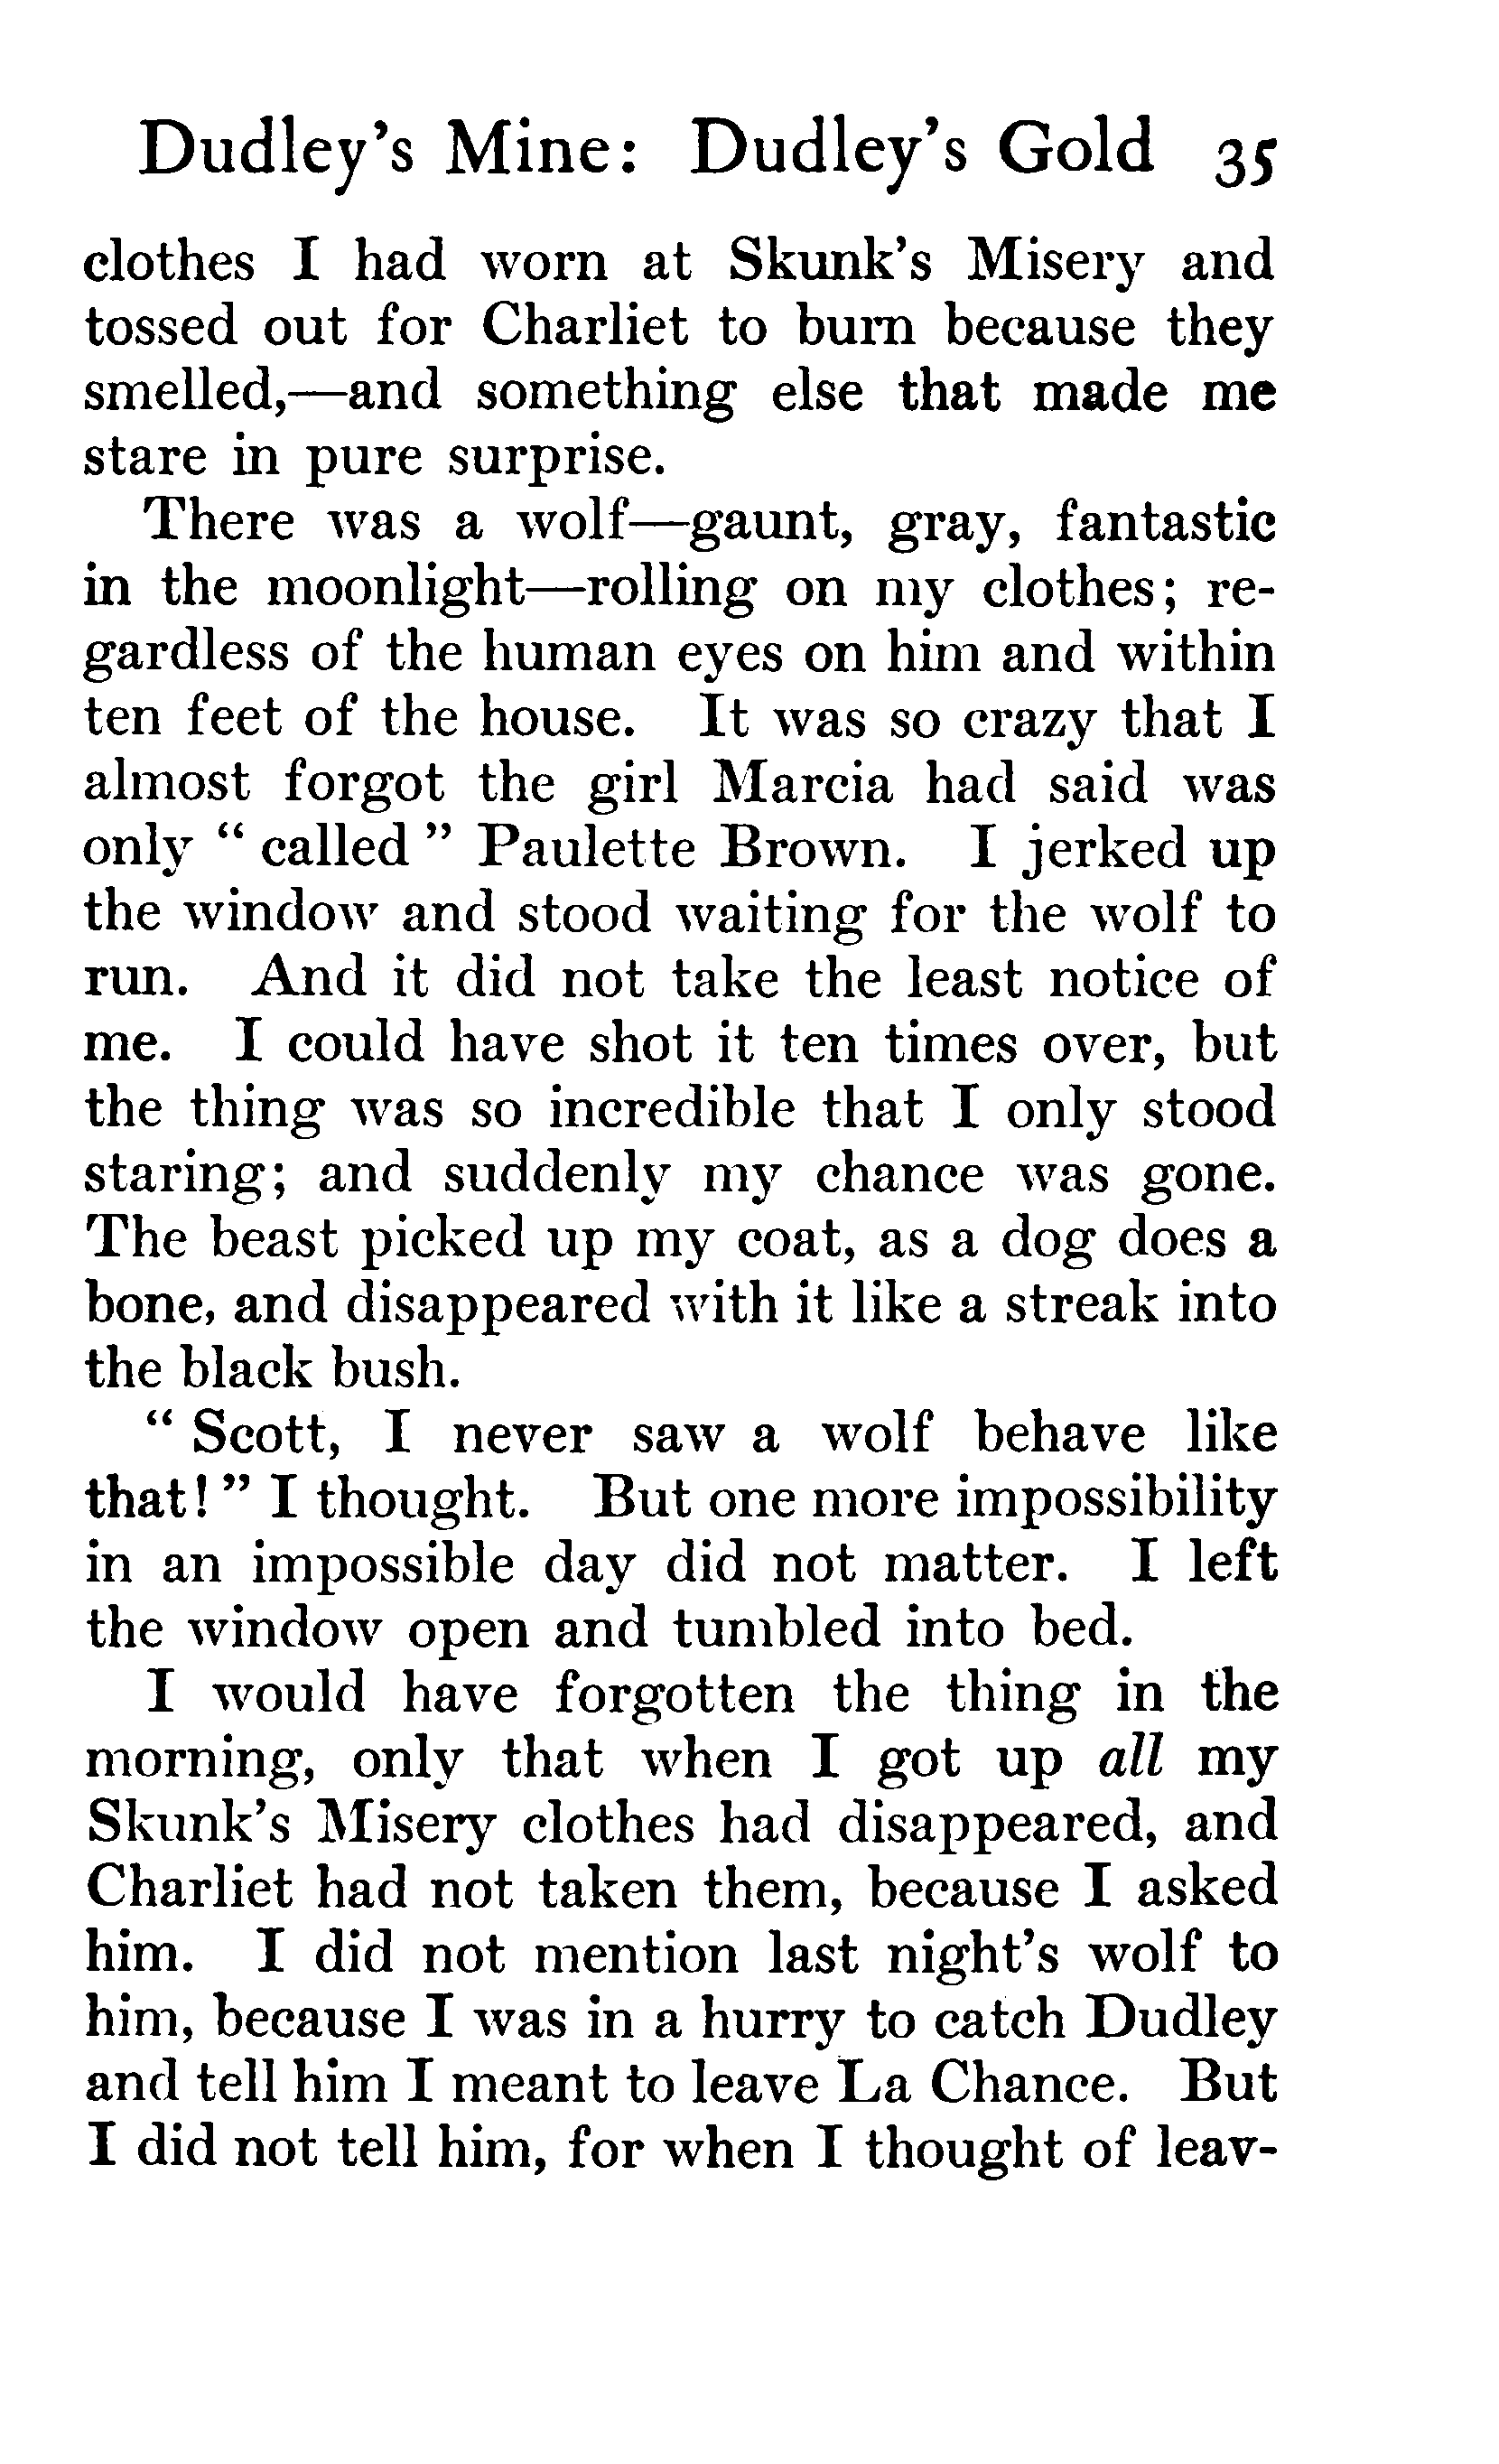 Dudley's Mine: Dudley's Gold 35
clothes I had worn at Skunk's Misery and
tossed out for Charliet to burn because they
smelled,—and something else that made me
stare in pure surprise.
There was a wolf—gaunt, gray, fantastic
in the moonlight—rolling on my clothes; re-
gardless of the human eyes on him and within
ten feet of the house. It was so crazy that I
almost forgot the girl Marcia had said was
only " called " Paulette Brown. I jerked up
the window and stood waiting for the wolf to
run. And it did not take the least notice of
me. I could have shot it ten times over, but
the thing was so incredible that I only stood
staring; and suddenly my chance was gone.
The beast picked up my coat, as a dog does a
bone, and disappeared with it like a streak into
the black bush.
" Scott, I never saw a wolf behave like
that! " I thought. But one more impossibility
in an impossible day did not matter. I left
the window open and tumbled into bed.
I would have forgotten the thing in the
morning, only that when I got up all my
Skunk's Misery clothes had disappeared, and
Charliet had not taken them, because I asked
him. I did not mention last night's wolf to
him, because I was in a hurry to catch Dudley
and tell him I meant to leave La Chance. But
I did not tell him, for when I thought of leav-